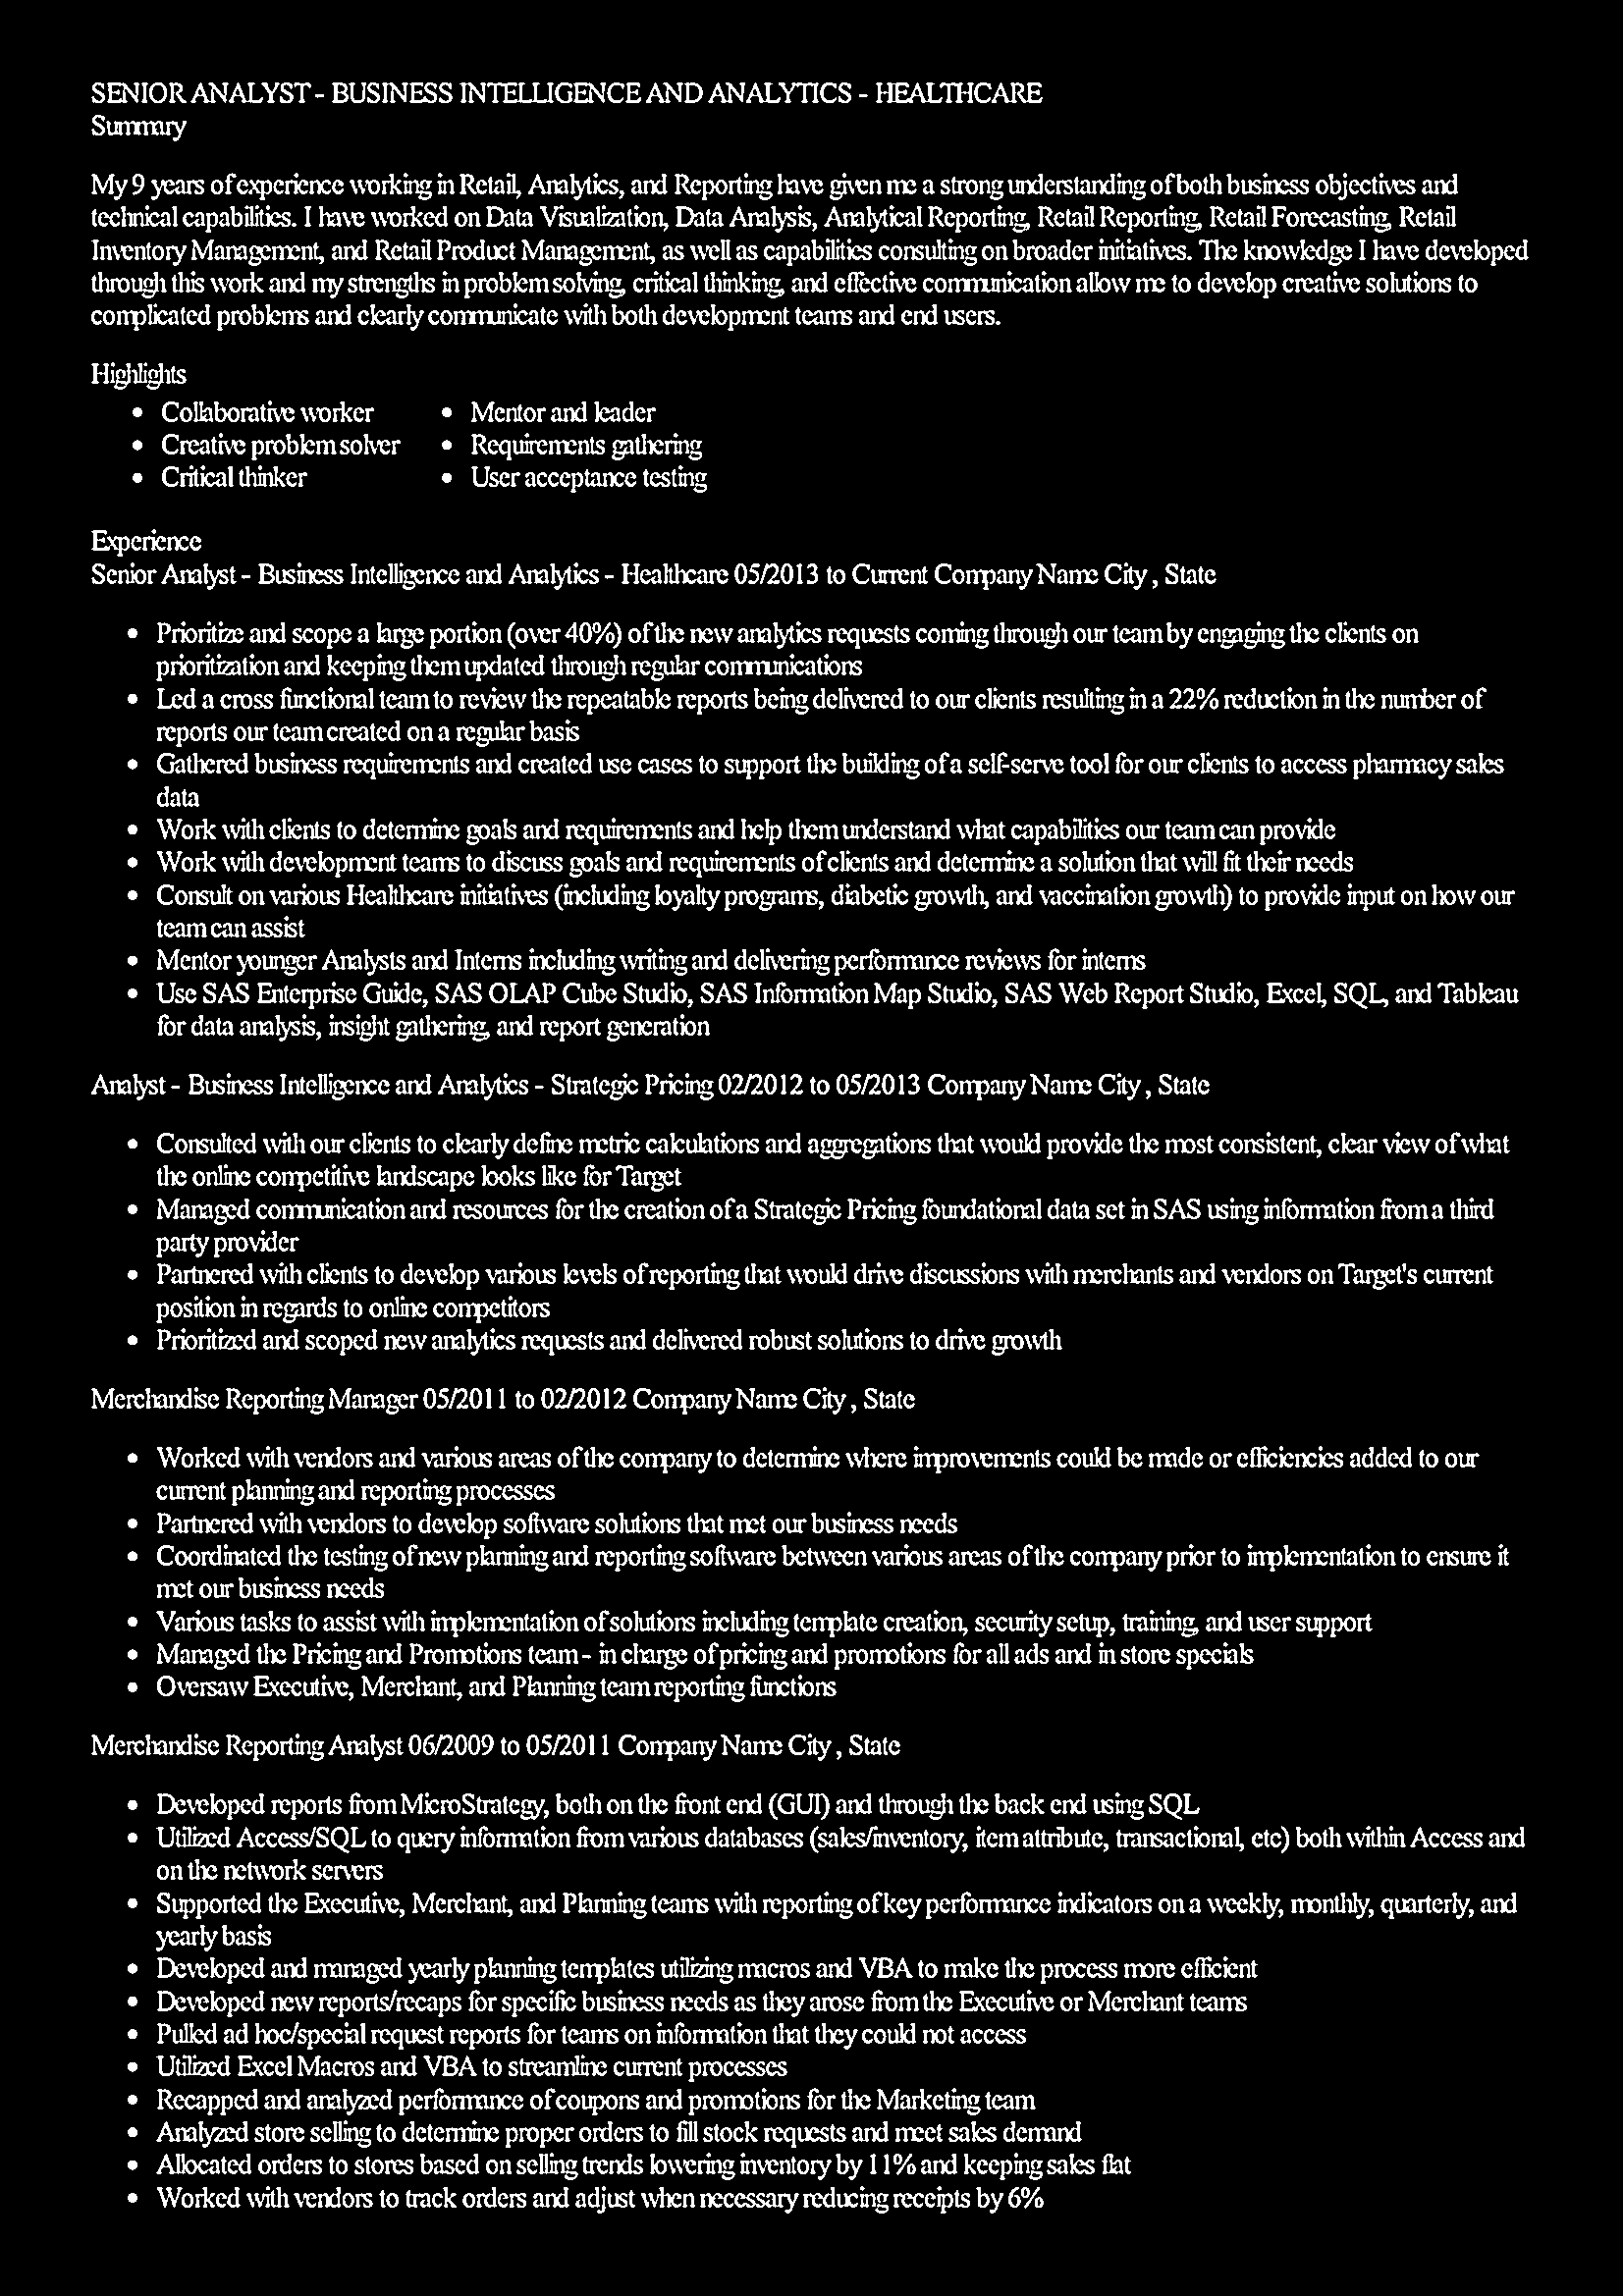 SENIOR ANALYST - BUSINESS INTELLIGENCE AND ANALYTICS - HEALTHCARE
Summary
My 9 years of experience working in Retail, Analytics, and Reporting have given me a strong understanding of both business objectives and
technical capabilities. I have worked on Data Visualization, Data Analysis, Analytical Reporting, Retail Reporting, Retail Forecasting, Retail
Inventory Management, and Retail Product Management, as well as capabilities consulting on broader initiatives. The knowledge I have developed
through this work and my strengths in problem solving, critical thinking, and effective communication allow me to develop creative solutions to
complicated problems and clearly communicate with both development teams and end users.
Highlights
• Collaborative worker
• Creative problem solver
• Critical thinker
• Mentor and leader
• Requirements gathering
• User acceptance testing
Experience
Senior Analyst - Business Intelligence and Analytics - Healthcare 05/2013 to Current Company Name City , State
• Prioritize and scope a large portion (over 40%) of the new analytics requests coming through our team by engaging the clients on
prioritization and keeping them updated through regular communications
• Led a cross functional team to review the repeatable reports being delivered to our clients resulting in a 22% reduction in the number of
reports our team created on a regular basis
• Gathered business requirements and created use cases to support the building of a self-serve tool for our clients to access pharmacy sales
data
• Work with clients to determine goals and requirements and help them understand what capabilities our team can provide
• Work with development teams to discuss goals and requirements of clients and determine a solution that will fit their needs
• Consult on various Healthcare initiatives (including loyalty programs, diabetic growth, and vaccination growth) to provide input on how our
team can assist
• Mentor younger Analysts and Interns including writing and delivering performance reviews for interns
• Use SAS Enterprise Guide, SAS OLAP Cube Studio, SAS Information Map Studio, SAS Web Report Studio, Excel, SQL, and Tableau
for data analysis, insight gathering, and report generation
Analyst - Business Intelligence and Analytics - Strategic Pricing 02/2012 to 05/2013 Company Name City , State
• Consulted with our clients to clearly define metric calculations and aggregations that would provide the most consistent, clear view of what
the online competitive landscape looks like for Target
• Managed communication and resources for the creation of a Strategic Pricing foundational data set in SAS using information from a third
party provider
• Partnered with clients to develop various levels of reporting that would drive discussions with merchants and vendors on Target's current
position in regards to online competitors
• Prioritized and scoped new analytics requests and delivered robust solutions to drive growth
Merchandise Reporting Manager 05/2011 to 02/2012 Company Name City , State
• Worked with vendors and various areas of the company to determine where improvements could be made or efficiencies added to our
current planning and reporting processes
• Partnered with vendors to develop software solutions that met our business needs
• Coordinated the testing of new planning and reporting software between various areas of the company prior to implementation to ensure it
met our business needs
• Various tasks to assist with implementation of solutions including template creation, security setup, training, and user support
• Managed the Pricing and Promotions team - in charge of pricing and promotions for all ads and in store specials
• Oversaw Executive, Merchant, and Planning team reporting functions
Merchandise Reporting Analyst 06/2009 to 05/2011 Company Name City , State
• Developed reports from MicroStrategy, both on the front end (GUI) and through the back end using SQL
• Utilized Access/SQL to query information from various databases (sales/inventory, item attribute, transactional, etc) both within Access and
on the network servers
• Supported the Executive, Merchant, and Planning teams with reporting of key performance indicators on a weekly, monthly, quarterly, and
yearly basis
• Developed and managed yearly planning templates utilizing macros and VBA to make the process more efficient
• Developed new reports/recaps for specific business needs as they arose from the Executive or Merchant teams
• Pulled ad hoc/special request reports for teams on information that they could not access
• Utilized Excel Macros and VBA to streamline current processes
• Recapped and analyzed performance of coupons and promotions for the Marketing team
• Analyzed store selling to determine proper orders to fill stock requests and meet sales demand
• Allocated orders to stores based on selling trends lowering inventory by 11% and keeping sales flat
• Worked with vendors to track orders and adjust when necessary reducing receipts by 6%